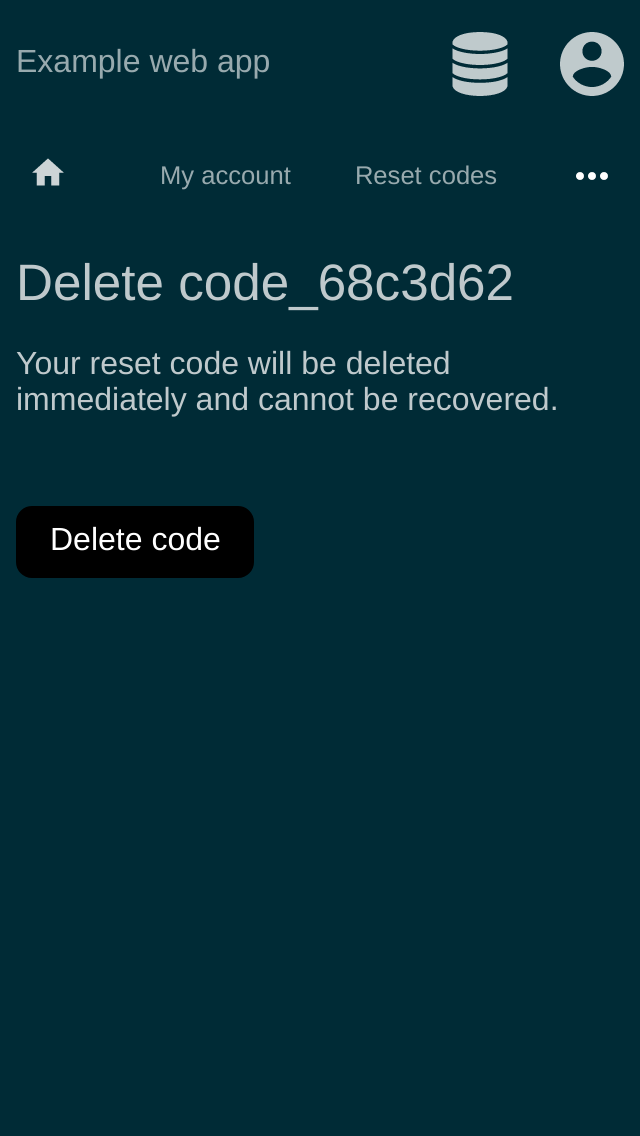 Example web app
My account Reset codes
Delete code_68c3d62
Your reset code will be deleted
immediately and cannot be recovered.
Delete code